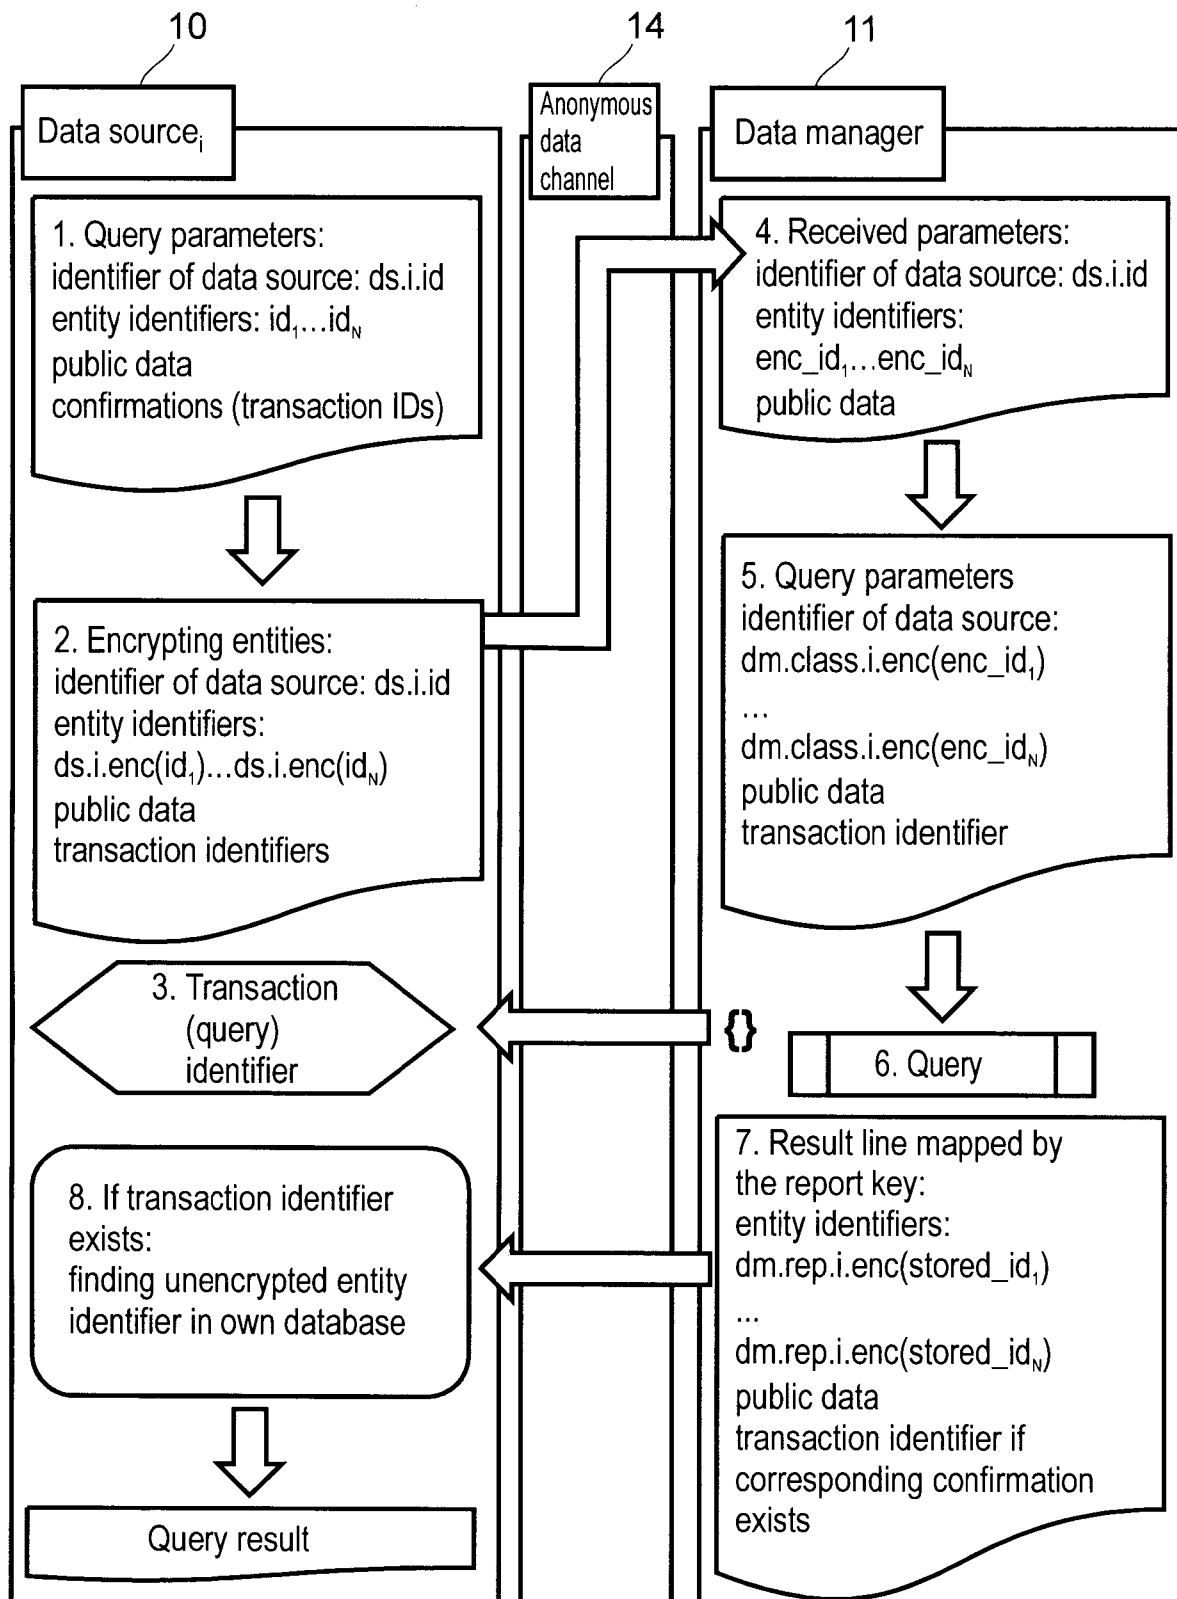 10
14
11
Data sourceᵢ
Anonymous
data
channel
Data manager
1. Query parameters:
identifier of data source: ds.i.id
entity identifiers: id₁...id_N
public data
confirmations (transaction IDs)
2. Encrypting entities:
identifier of data source: ds.i.id
entity identifiers:
ds.i.enc(id₁)...ds.i.enc(id_N)
public data
transaction identifiers
3. Transaction
(query)
identifier
8. If transaction identifier
exists:
finding unencrypted entity
identifier in own database
Query result
4. Received parameters:
identifier of data source: ds.i.id
entity identifiers:
enc_id₁...enc_id_N
public data
5. Query parameters
identifier of data source:
dm.class.i.enc(enc_id₁)
...
dm.class.i.enc(enc_id_N)
public data
transaction identifier
{}
6. Query
7. Result line mapped by
the report key:
entity identifiers:
dm.rep.i.enc(stored_id₁)
...
dm.rep.i.enc(stored_id_N)
public data
transaction identifier if
corresponding confirmation
exists